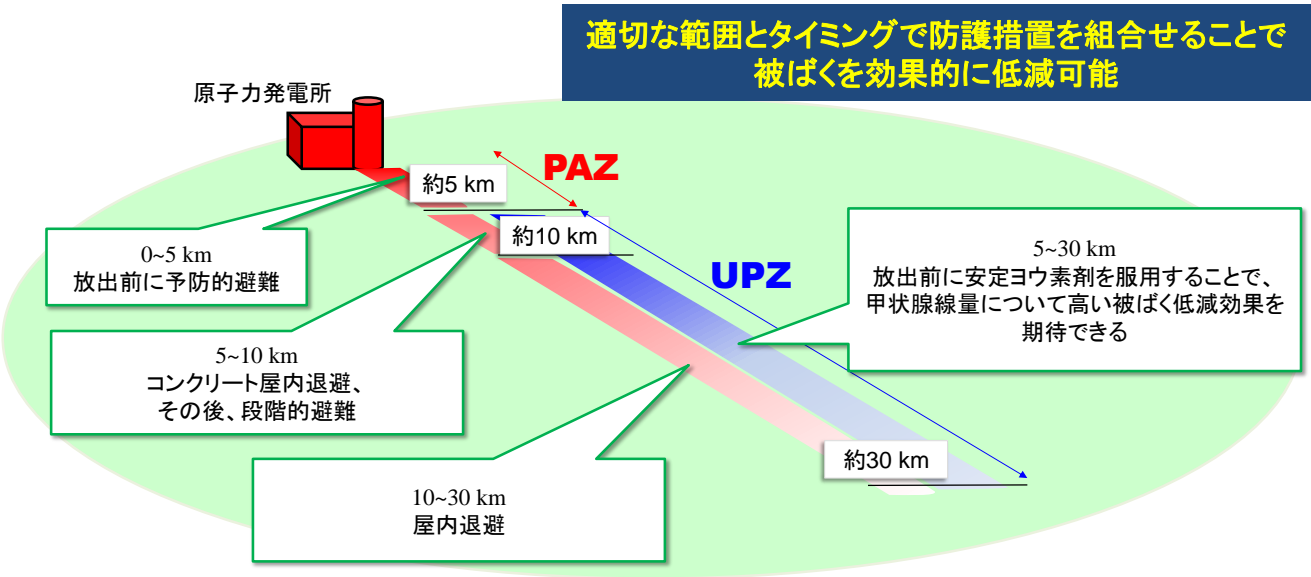 適切な範囲とタイミングで防護措置を組合せることで
被ばくを効果的に低減可能
原子力発電所
PAZ
約5 km
約10 km
UPZ
0~5 km
放出前に予防的避難
5~30 km
放出前に安定ヨウ素剤を服用することで、
甲状腺線量について高い被ばく低減効果を
期待できる
5~10 km
コンクリート屋内退避、
その後、段階的避難
約30 km
10~30 km
屋内退避